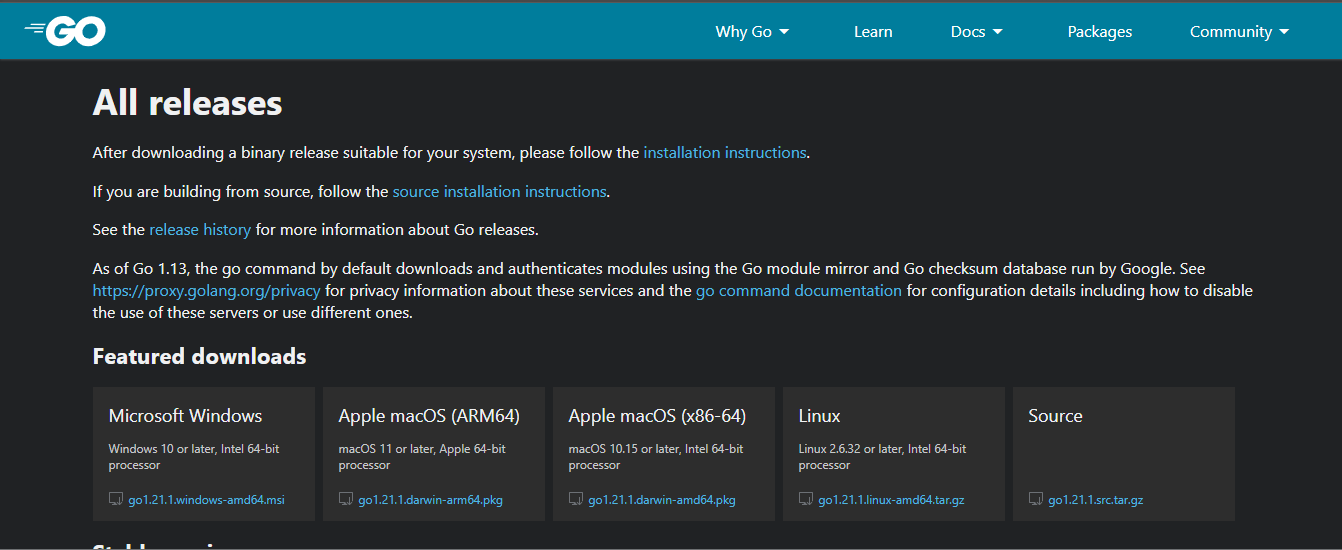 GO
Why Go
Learn
Docs
Packages
Community
All releases
After downloading a binary release suitable for your system, please follow the installation instructions.
If you are building from source, follow the source installation instructions.
See the release history for more information about Go releases.
As of Go 1.13, the go command by default downloads and authenticates modules using the Go module mirror and Go checksum database run by Google. See
https://proxy.golang.org/privacy for privacy information about these services and the go command documentation for configuration details including how to disable
the use of these servers or use different ones.
Featured downloads
Microsoft Windows
Windows 10 or later, Intel 64-bit
processor
go1.21.1.windows-amd64.msi
Apple macOS (ARM64)
macOS 11 or later, Apple 64-bit
processor
go1.21.1.darwin-arm64.pkg
Apple macOS (x86-64)
macOS 10.15 or later, Intel 64-bit
processor
go1.21.1.darwin-amd64.pkg
Linux
Linux 2.6.32 or later, Intel 64-bit
processor
go1.21.1.linux-amd64.tar.gz
Source
go1.21.1.src.tar.gz